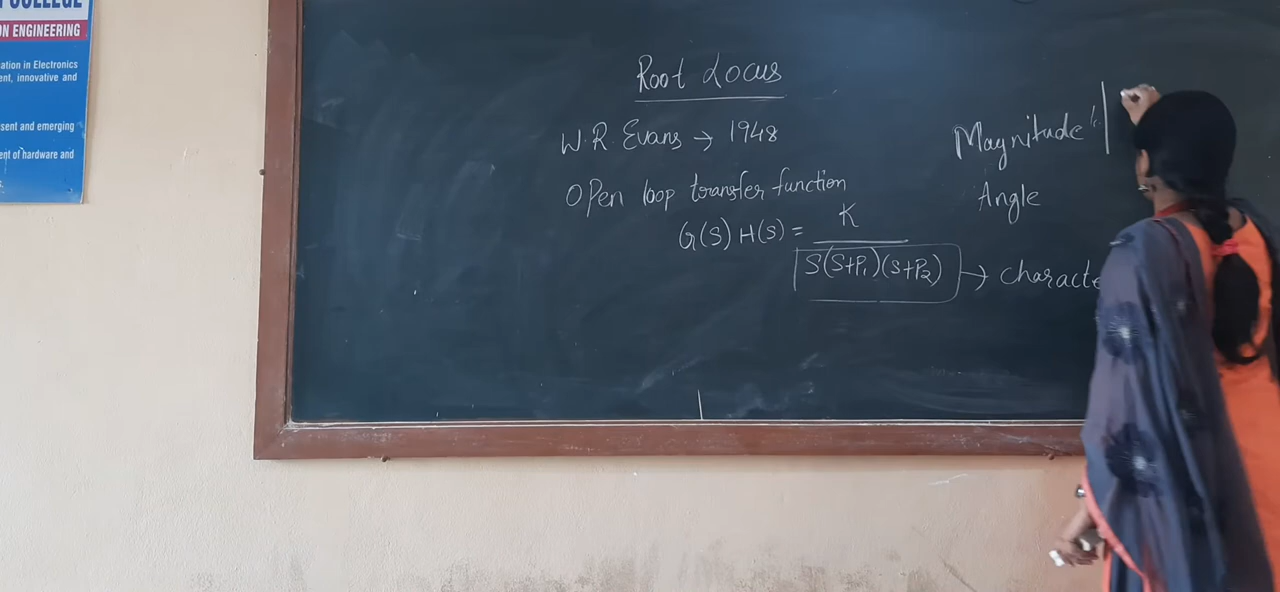 COLLEGE
ON ENGINEERING
ation in Electronics
ent, innovative and
sent and emerging
ent of hardware and
Root Locus
W.R Evans → 1948
Open loop transfer function
G(S) H(S) = K / S(S+P₁)(S+P₂) → characte
Magnitude |
Angle